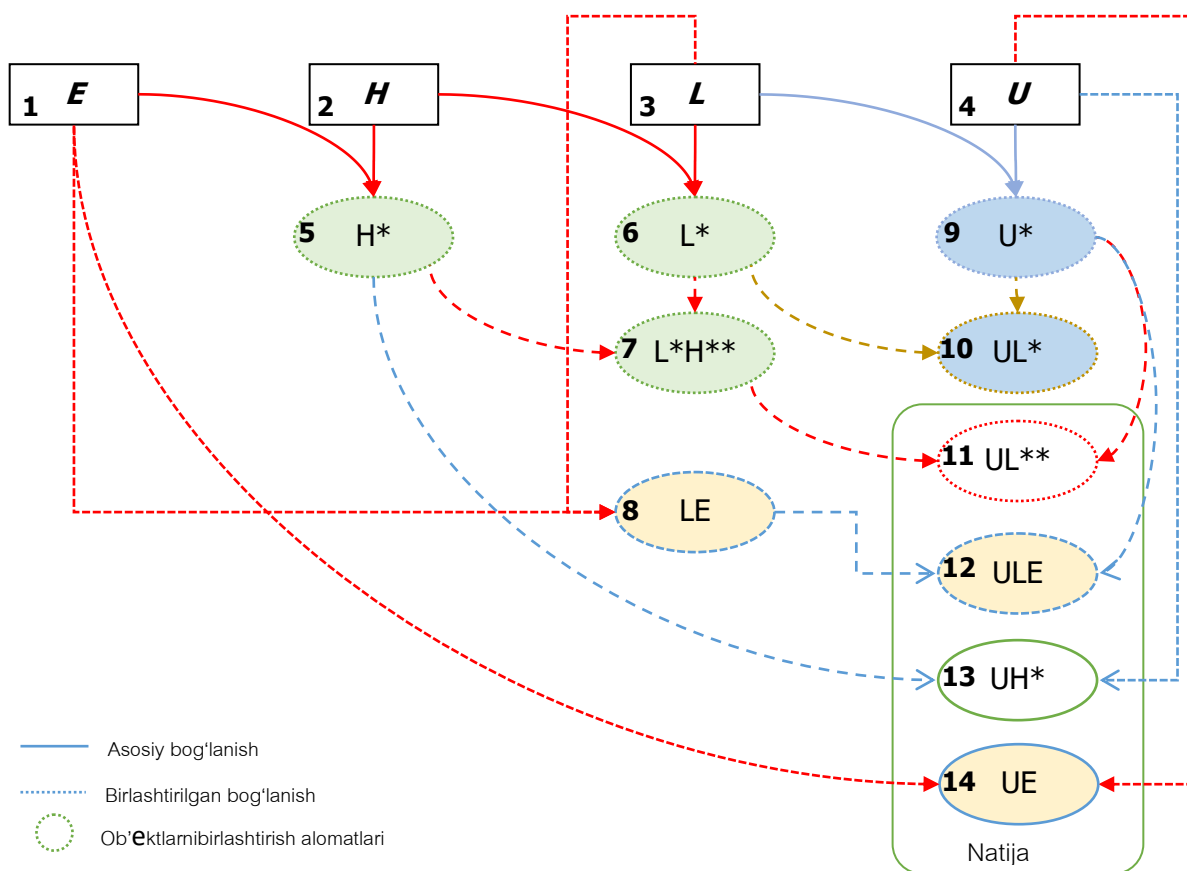 1 E
2 H
3 L
4 U
5 H*
6 L*
9 U*
7 L*H**
10 UL*
11 UL**
8 LE
12 ULE
13 UH*
14 UE
Natija
Asosiy bog‘lanish
Birlashtirilgan bog‘lanish
Ob’ektlarnibirlashtirish alomatlari